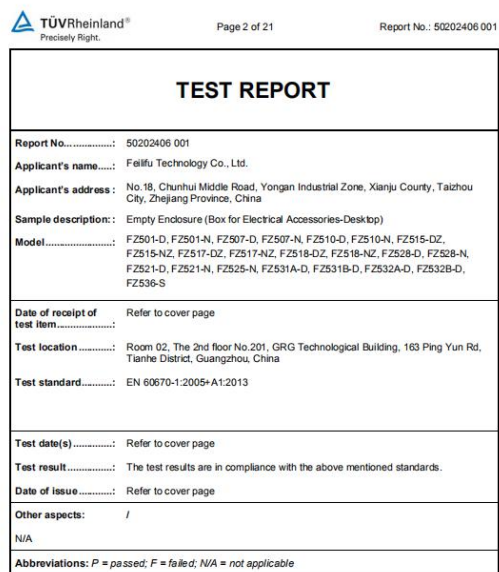 TÜVRheinland®
Precisely Right.
Page 2 of 21
Report No.: 50202406 001
TEST REPORT
Report No...............: 50202406 001
Applicant's name.....: Feilifu Technology Co., Ltd.
Applicant's address : No.18, Chunhui Middle Road, Yongan Industrial Zone, Xianju County, Taizhou
City, Zhejiang Province, China
Sample description: : Empty Enclosure (Box for Electrical Accessories-Desktop)
Model.......................: FZ501-D, FZ501-N, FZ507-D, FZ507-N, FZ510-D, FZ510-N, FZ515-DZ,
FZ515-NZ, FZ517-DZ, FZ517-NZ, FZ518-DZ, FZ518-NZ, FZ528-D, FZ528-N,
FZ521-D, FZ521-N, FZ525-N, FZ531A-D, FZ531B-D, FZ532A-D, FZ532B-D,
FZ536-S
Date of receipt of
test item...................: Refer to cover page
Test location ...........: Room 02, The 2nd floor No.201, GRG Technological Building, 163 Ping Yun Rd,
Tianhe District, Guangzhou, China
Test standard..........: EN 60670-1:2005+A1:2013
Test date(s) .............: Refer to cover page
Test result................: The test results are in compliance with the above mentioned standards.
Date of issue ...........: Refer to cover page
Other aspects: /
N/A
Abbreviations: P = passed; F = failed; N/A = not applicable